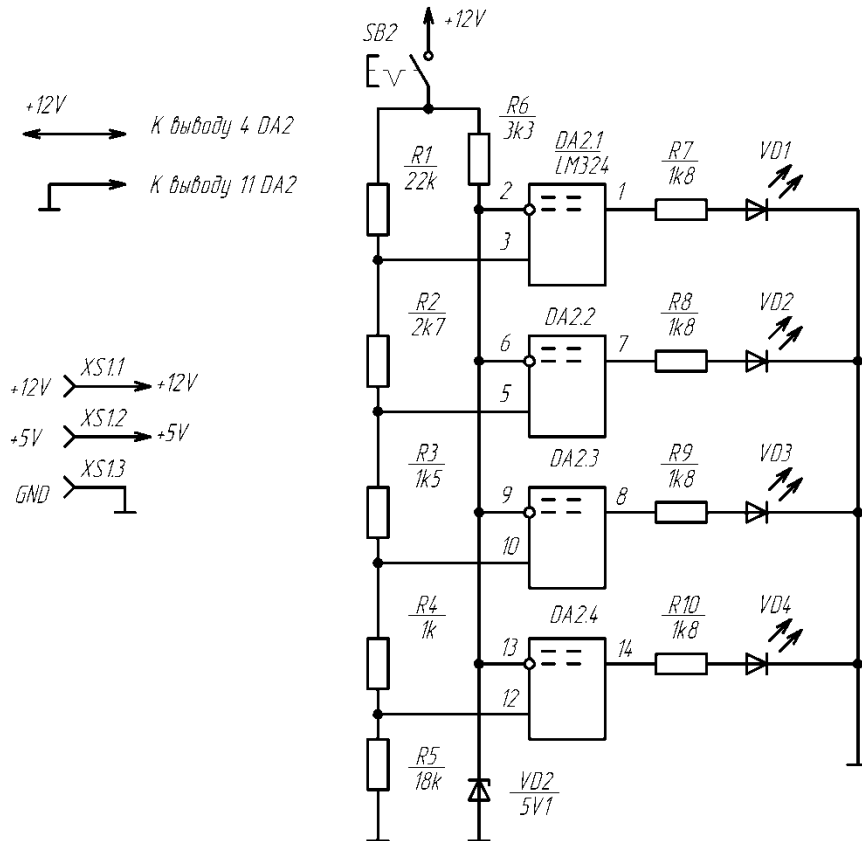 SB2
+12V
+12V
К выводу 4 DA2
К выводу 11 DA2
R1
22k
R6
3k3
DA2.1
LM324
R7
1k8
VD1
2
1
3
R2
2k7
DA2.2
R8
1k8
VD2
6
7
5
+12V
XS1.1
+12V
+5V
XS1.2
+5V
GND
XS1.3
R3
1k5
DA2.3
R9
1k8
VD3
9
8
10
R4
1k
DA2.4
R10
1k8
VD4
13
14
12
R5
18k
VD2
5V1